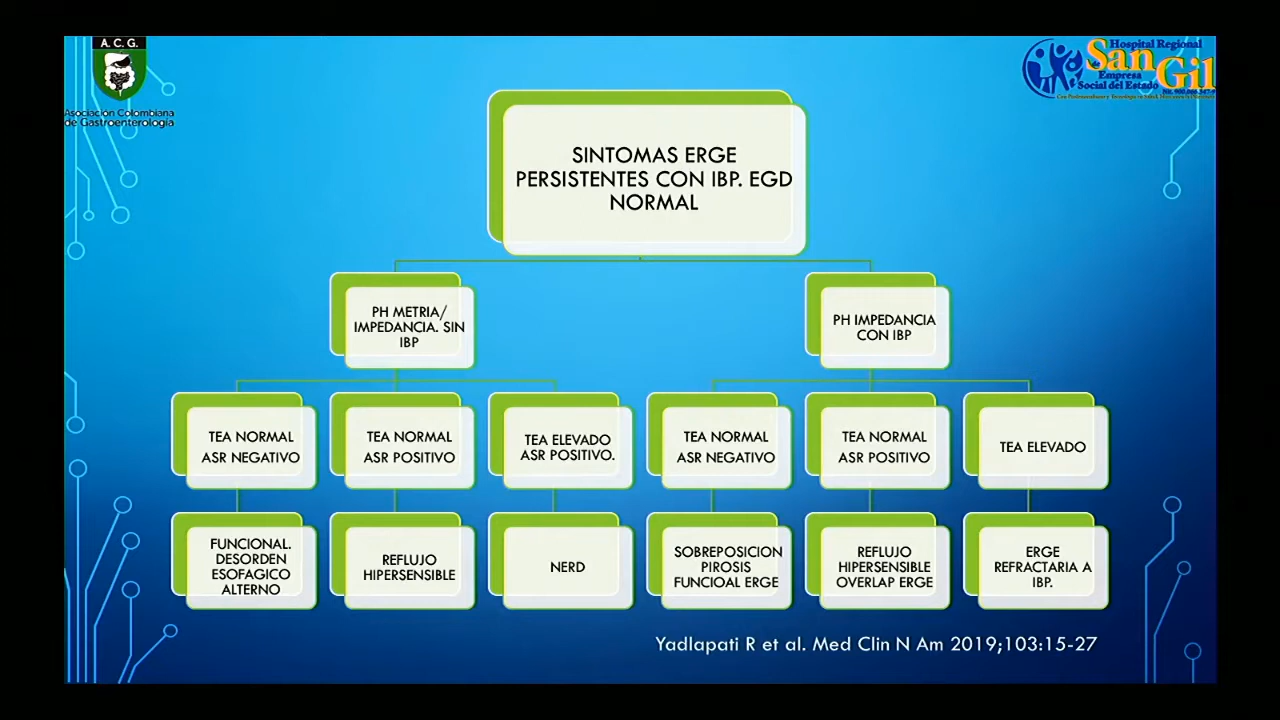 A. C. G.
Asociación Colombiana
de Gastroenterología
Hospital Regional
San Gil
Empresa
Social del Estado
SINTOMAS ERGE
PERSISTENTES CON IBP. EGD
NORMAL
PH METRIA/
IMPEDANCIA. SIN
IBP
PH IMPEDANCIA
CON IBP
TEA NORMAL
ASR NEGATIVO
TEA NORMAL
ASR POSITIVO
TEA ELEVADO
ASR POSITIVO.
TEA NORMAL
ASR NEGATIVO
TEA NORMAL
ASR POSITIVO
TEA ELEVADO
FUNCIONAL.
DESORDEN
ESOFAGICO
ALTERNO
REFLUJO
HIPERSENSIBLE
NERD
SOBREPOSICION
PIROSIS
FUNCIOAL ERGE
REFLUJO
HIPERSENSIBLE
OVERLAP ERGE
ERGE
REFRACTARIA A
IBP.
Yadlapati R et al. Med Clin N Am 2019;103:15-27